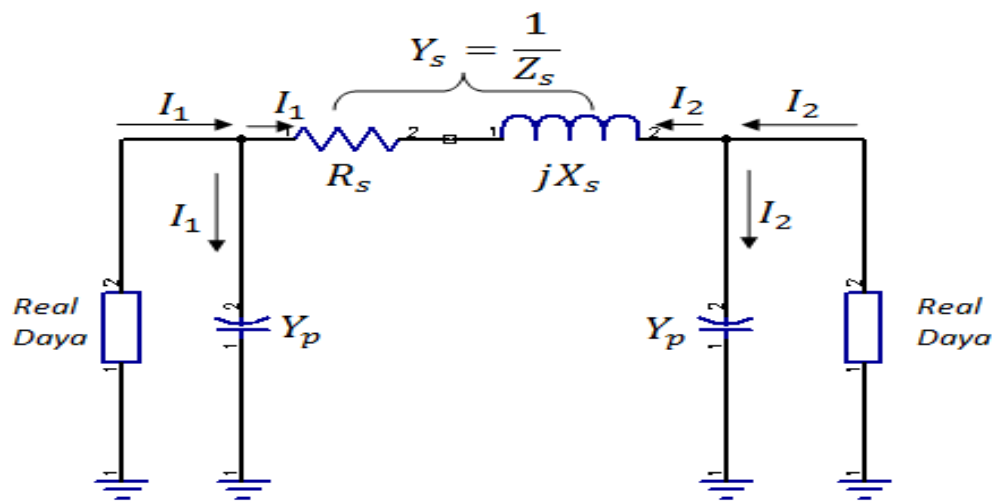 Y_s = 1/Z_s
I_1 I_1 I_2 I_2
1 2 1 2
R_s jX_s
I_1 I_2
2 2 2 2
Real Daya Y_p Y_p Real Daya
1 1 1 1
1 1 1 1